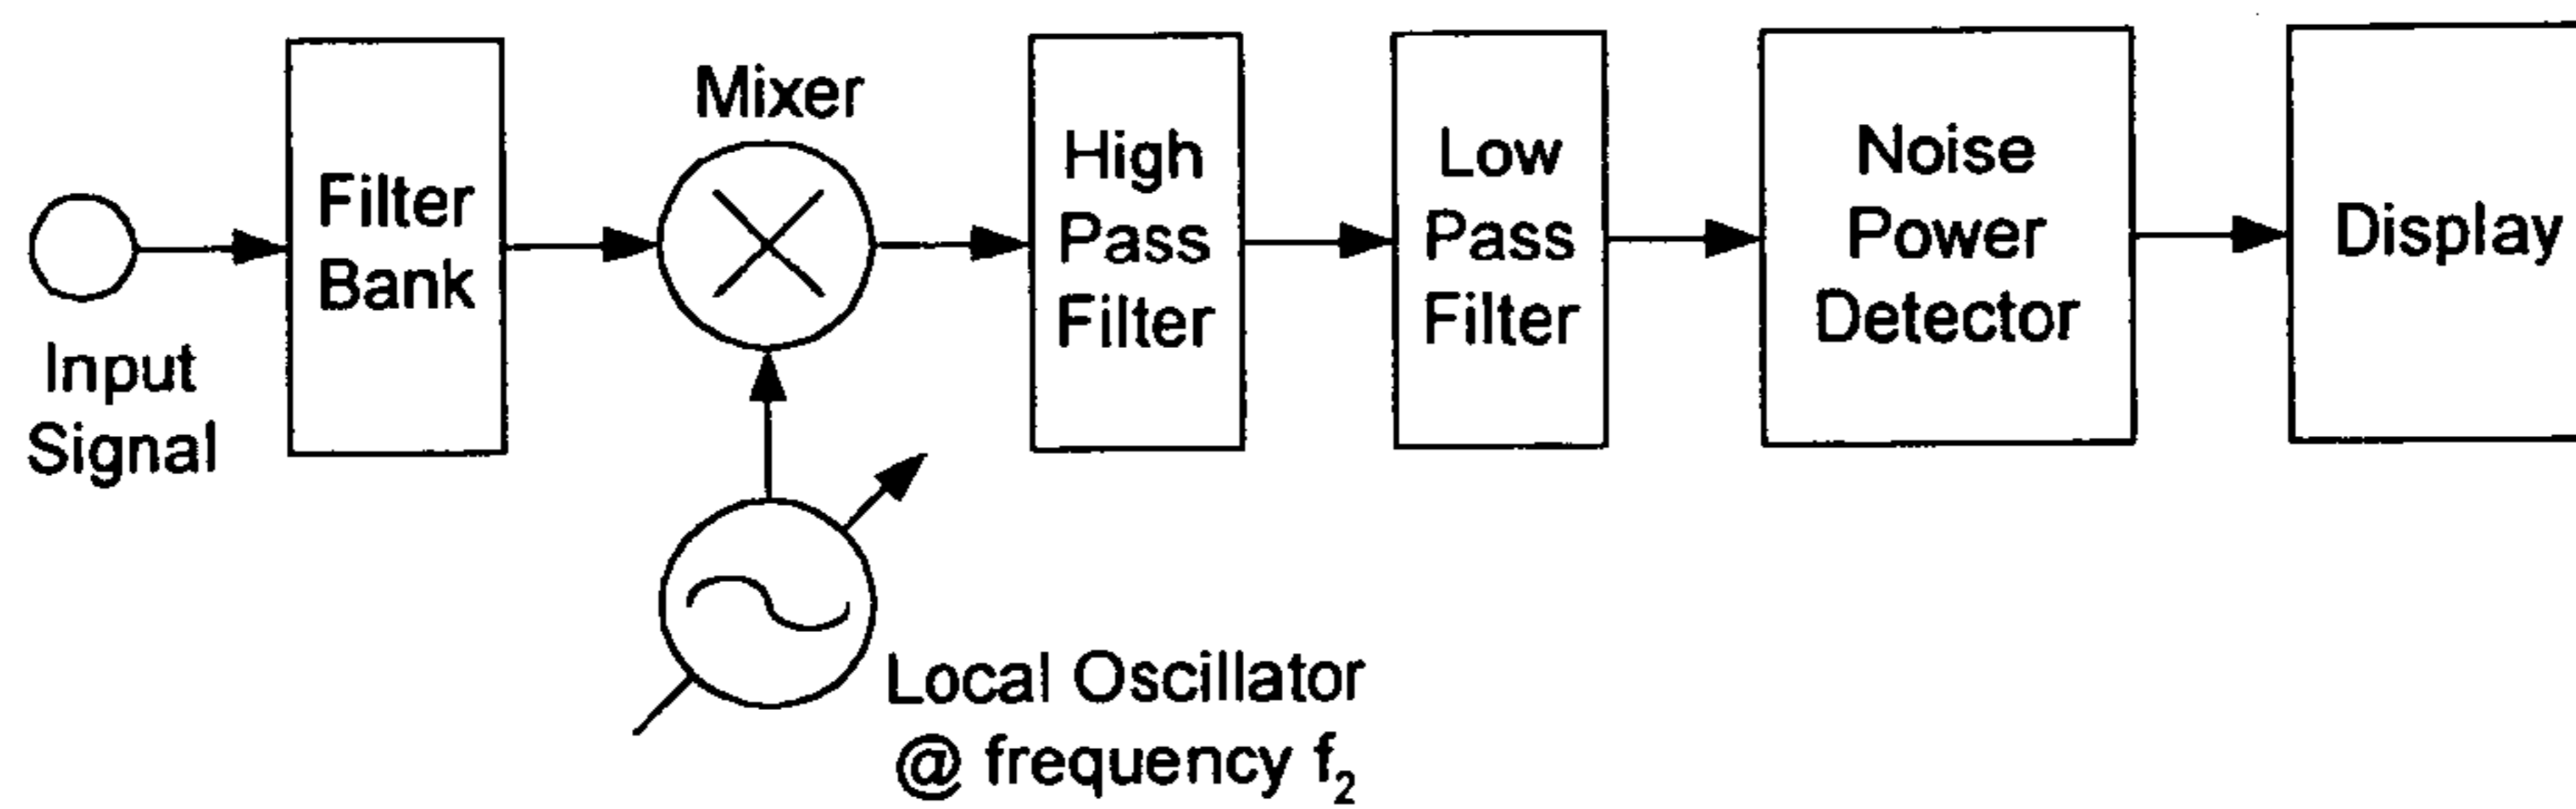 Input
Signal
Filter
Bank
Mixer
Local Oscillator
@ frequency f₂
High
Pass
Filter
Low
Pass
Filter
Noise
Power
Detector
Display